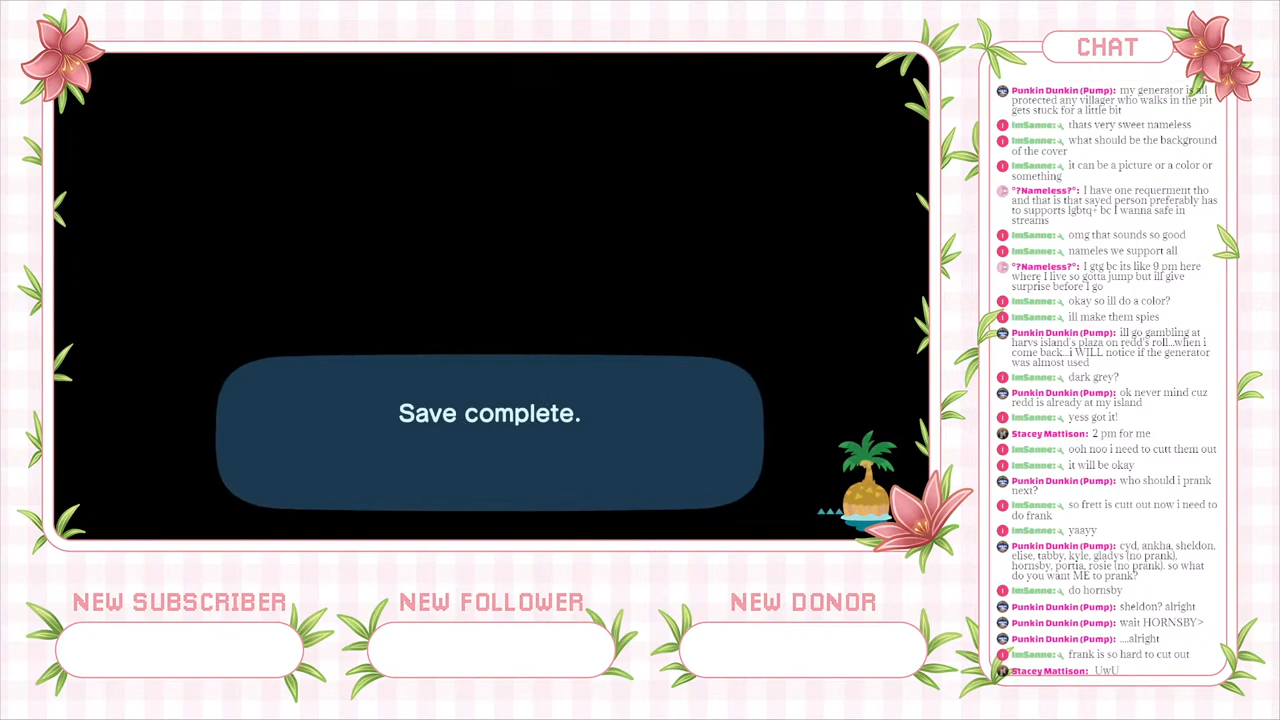 CHAT
Punkin Dunkin (Pump): my generator is all
protected any villager who walks in the pit
gets stuck for a little bit
ImSanne: thats very sweet nameless
ImSanne: what should be the background
of the cover
ImSanne: it can be a picture or a color or
something
°?Nameless?°: I have one requerment tho
and that is that sayed person preferably has
to supports lgbtq+ bc I wanna safe in
streams
ImSanne: omg that sounds so good
ImSanne: nameles we support all
°?Nameless?°: I gtg bc its like 9 pm here
where I live so gotta jump but ill give
surprise before I go
ImSanne: okay so ill do a color?
ImSanne: ill make them spies
Punkin Dunkin (Pump): ill go gambling at
harvs island's plaza on redd's roll...when i
come back...i WILL notice if the generator
was almost used
ImSanne: dark grey?
Punkin Dunkin (Pump): ok never mind cuz
redd is already at my island
ImSanne: yess got it!
Stacey Mattison: 2 pm for me
ImSanne: ooh noo i need to cutt them out
ImSanne: it will be okay
Punkin Dunkin (Pump): who should i prank
next?
ImSanne: so frett is cutt out now i need to
do frank
ImSanne: yaayy
Punkin Dunkin (Pump): cyd, ankha, sheldon,
elise, tabby, kyle, gladys (no prank),
hornsby, portia, rosie (no prank). so what
do you want ME to prank?
ImSanne: do hornsby
Punkin Dunkin (Pump): sheldon? alright
Punkin Dunkin (Pump): wait HORNSBY>
Punkin Dunkin (Pump): ....alright
ImSanne: frank is so hard to cut out
Stacey Mattison: UwU
Save complete.
NEW SUBSCRIBER
NEW FOLLOWER
NEW DONOR